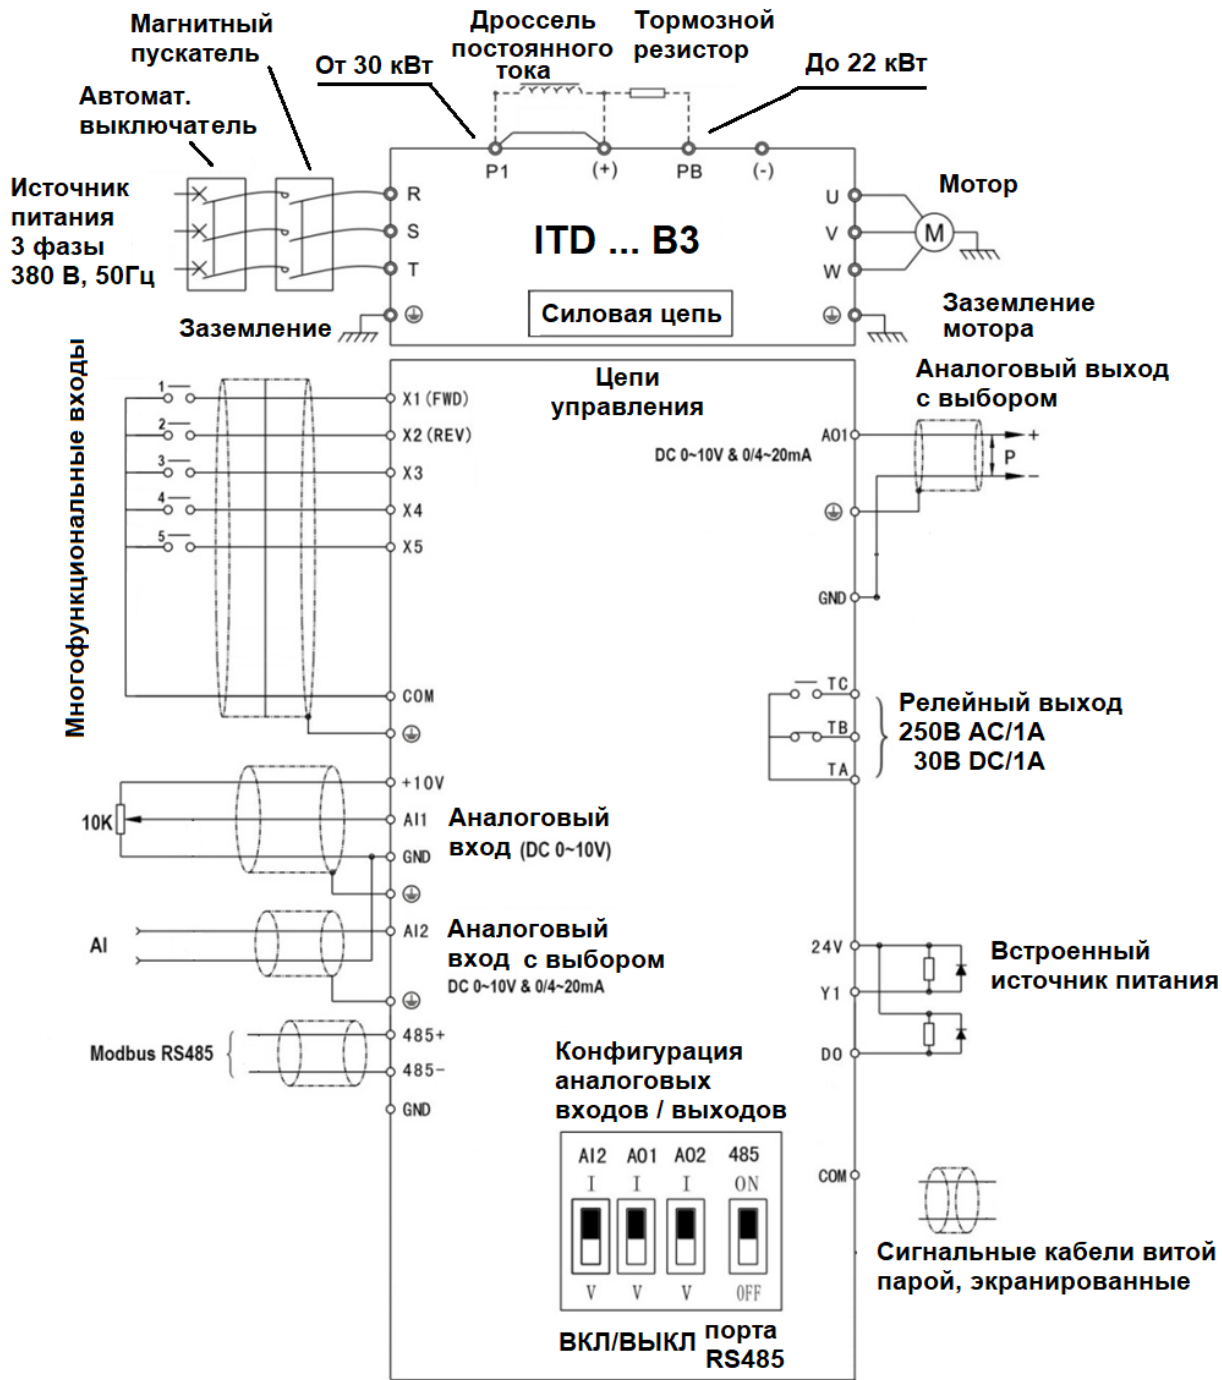 Магнитный
пускатель
Дроссель
постоянного
тока
Тормозной
резистор
От 30 кВт
До 22 кВт
Автомат.
выключатель
P1
(+)
PB
(-)
Источник
питания
3 фазы
380 В, 50Гц
R
S
T
ITD ... B3
Силовая цепь
U
V
W
M
Мотор
Заземление
Заземление
мотора
Многофункциональные входы
1
2
3
4
5
X1 (FWD)
X2 (REV)
X3
X4
X5
COM
Цепи
управления
Аналоговый выход
с выбором
DC 0~10V & 0/4~20mA
AO1
+
P
−
GND
TC
TB
TA
Релейный выход
250В AC/1А
30В DC/1А
10K
+10V
AI1
GND
Аналоговый
вход (DC 0~10V)
AI
AI2
Аналоговый
вход с выбором
DC 0~10V & 0/4~20mA
24V
Y1
DO
Встроенный
источник питания
Modbus RS485
485+
485-
GND
Конфигурация
аналоговых
входов / выходов
AI2 AO1 AO2 485
I I I ON
V V V OFF
ВКЛ/ВЫКЛ порта
RS485
COM
Сигнальные кабели витой
парой, экранированные